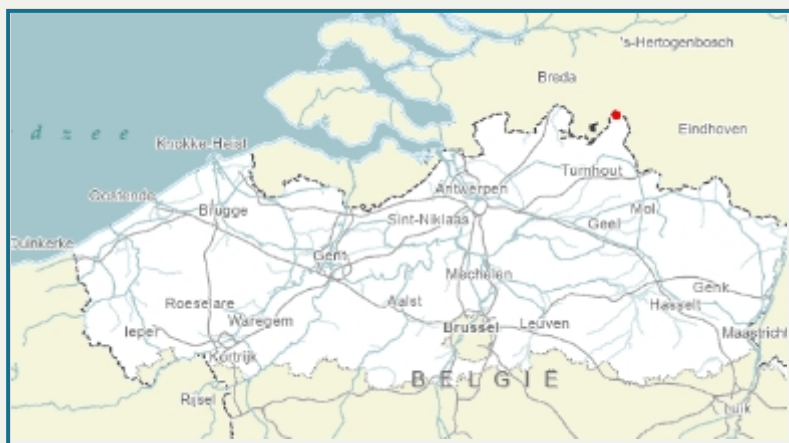 's-Hertogenbosch
Breda
Eindhoven
dzee
Knokke-Heist
Turnhout
Antwerpen
Oostende
Brugge
Sint-Niklaas
Geel
Mol
Duinkerke
Gent
Mechelen
Genk
Roeselare
Aalst
Hasselt
Ieper
Waregem
Brussel
Leuven
Maastricht
Kortrijk
BELGIË
Rijsel
Luik